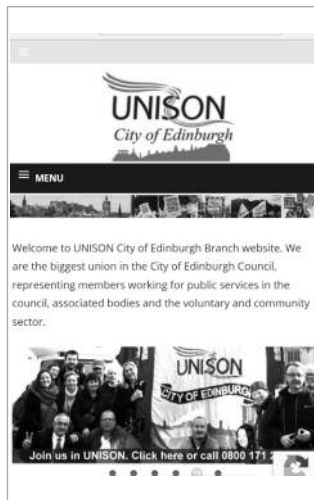 UNISON
City of Edinburgh
MENU
Welcome to UNISON City of Edinburgh Branch website. We
are the biggest union in the City of Edinburgh Council,
representing members working for public services in the
council, associated bodies and the voluntary and community
sector.
UNISON
CITY OF EDINBURGH
Join us in UNISON. Click here or call 0800 171 2